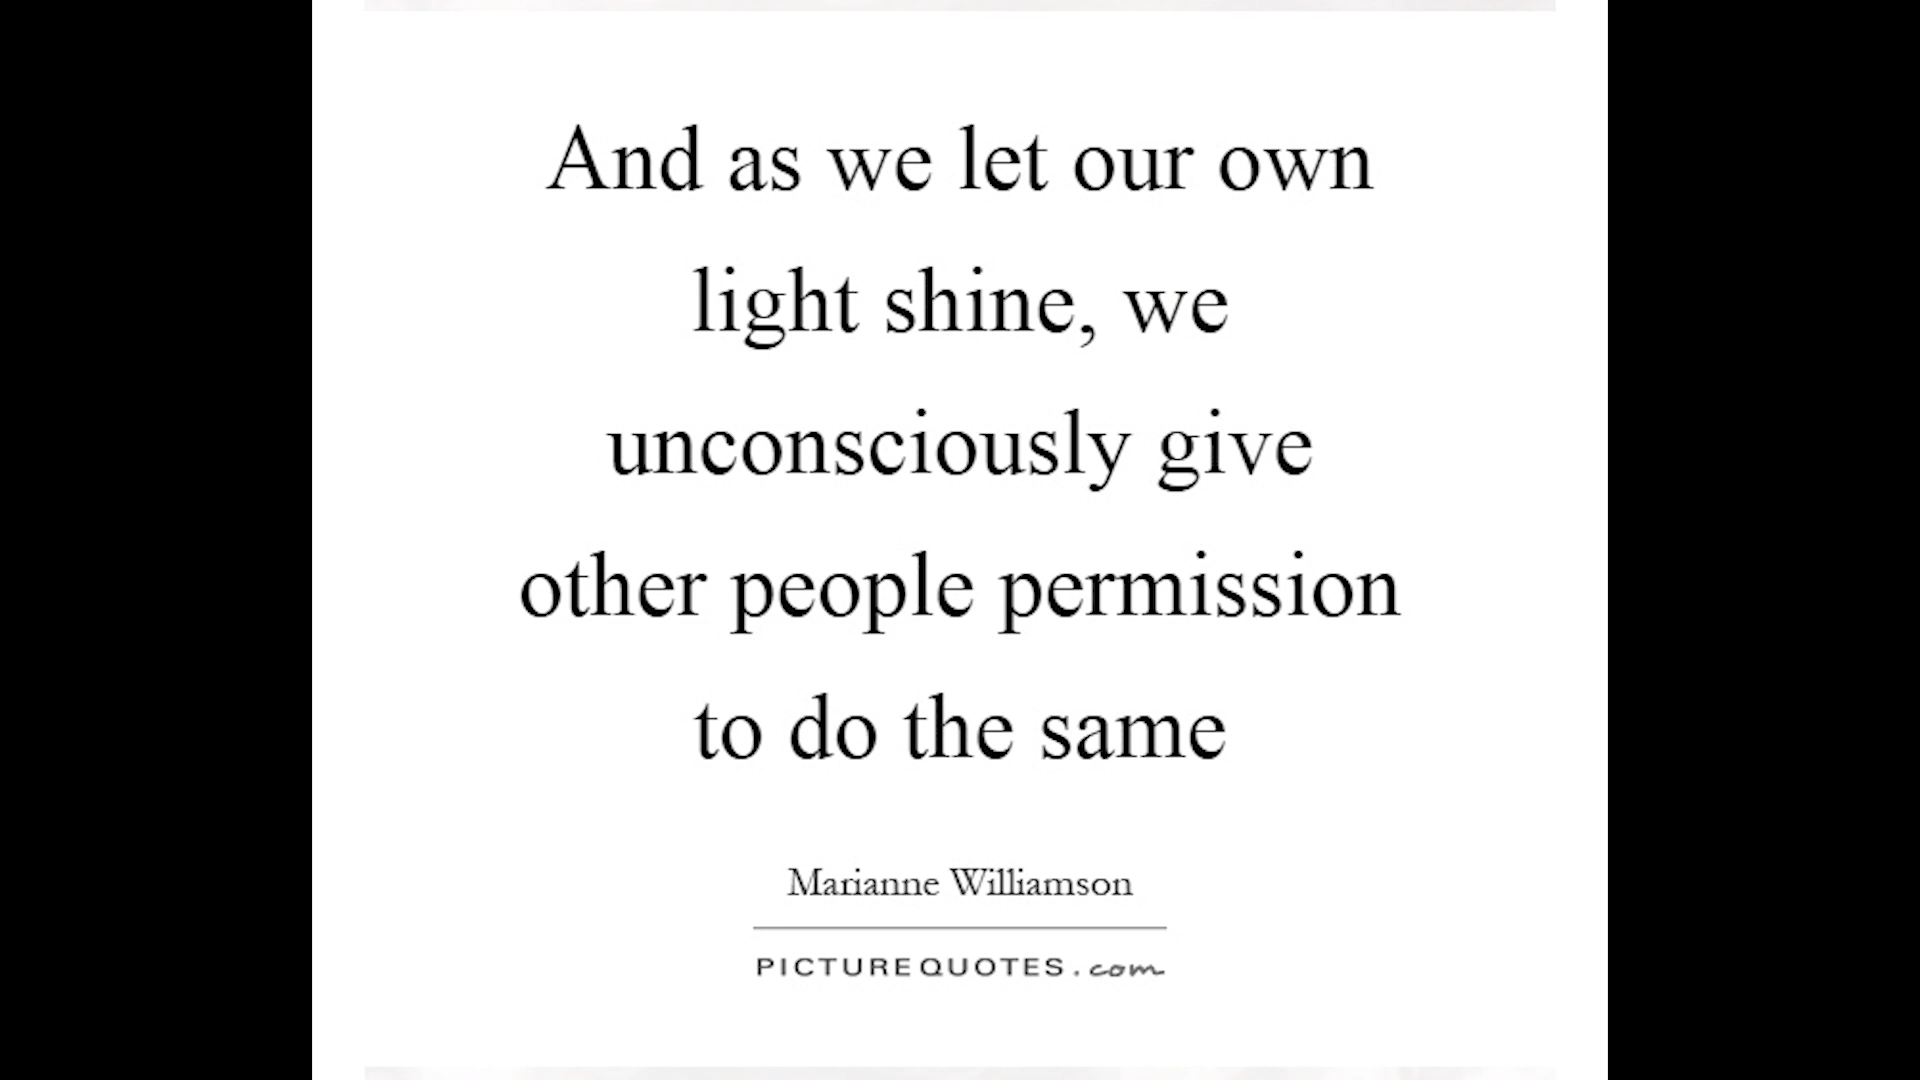 And as we let our own
light shine, we
unconsciously give
other people permission
to do the same
Marianne Williamson
PICTUREQUOTES.com